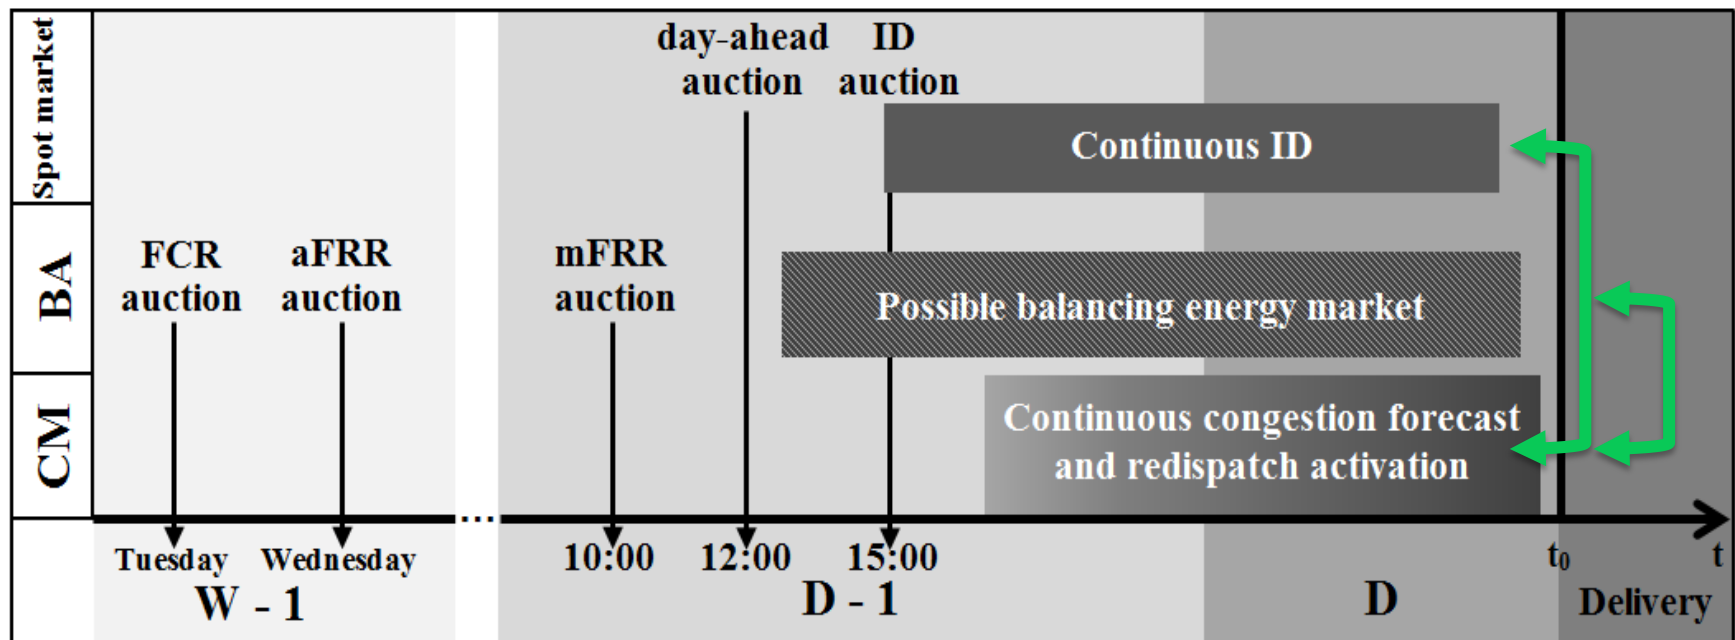 Spot market
day-ahead
auction
ID
auction
Continuous ID
BA
FCR
auction
aFRR
auction
mFRR
auction
Possible balancing energy market
CM
Continuous congestion forecast
and redispatch activation
...
Tuesday
Wednesday
10:00
12:00
15:00
t₀
t
W - 1
D - 1
D
Delivery